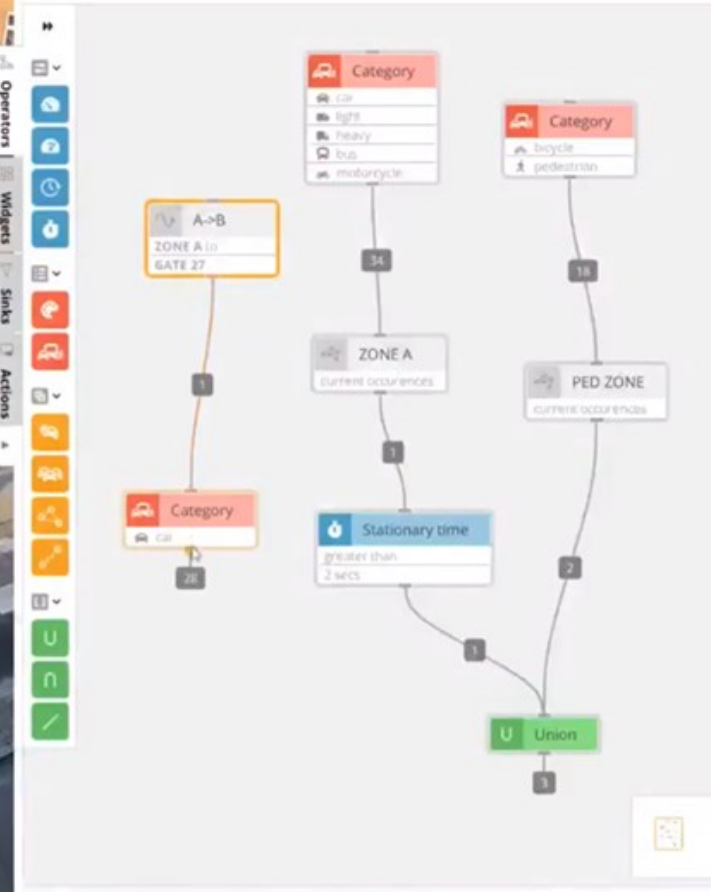 Operators
Widgets
Sinks
Actions
Category
car
light
heavy
bus
motorcycle
Category
bicycle
pedestrian
A->B
ZONE A to
GATE 27
34
18
ZONE A
current occurences
PED ZONE
current occurences
1
1
Category
car
28
Stationary time
greater than
2 secs
2
1
U
Union
3